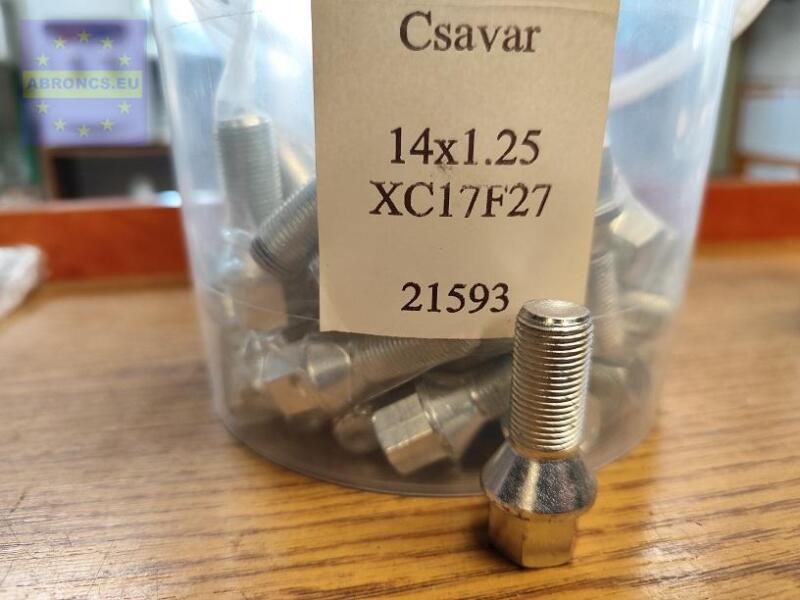 ABRONCS.EU
Csavar
14x1.25
XC17F27
21593